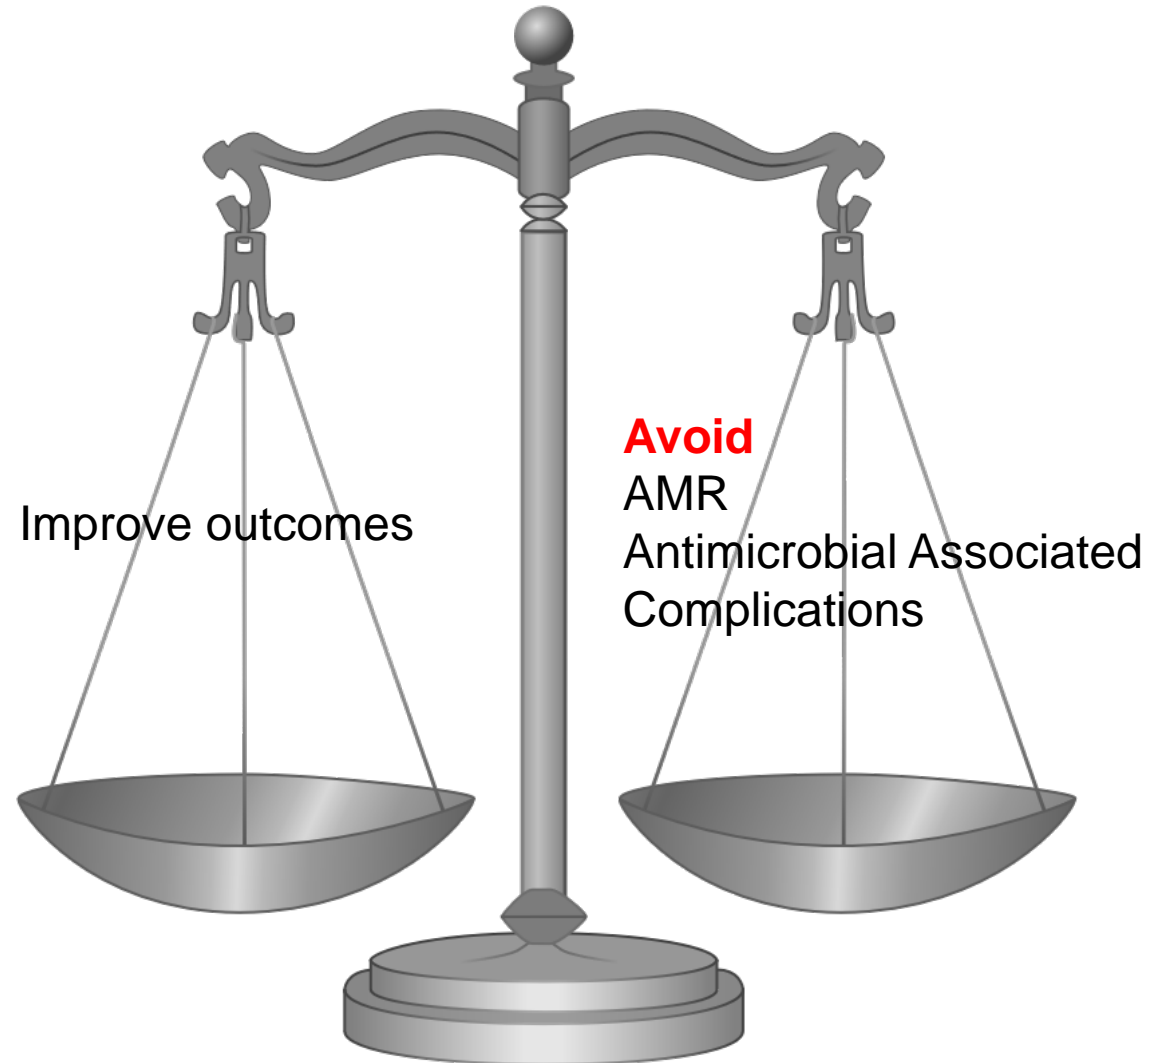 Improve outcomes
Avoid
AMR
Antimicrobial Associated
Complications